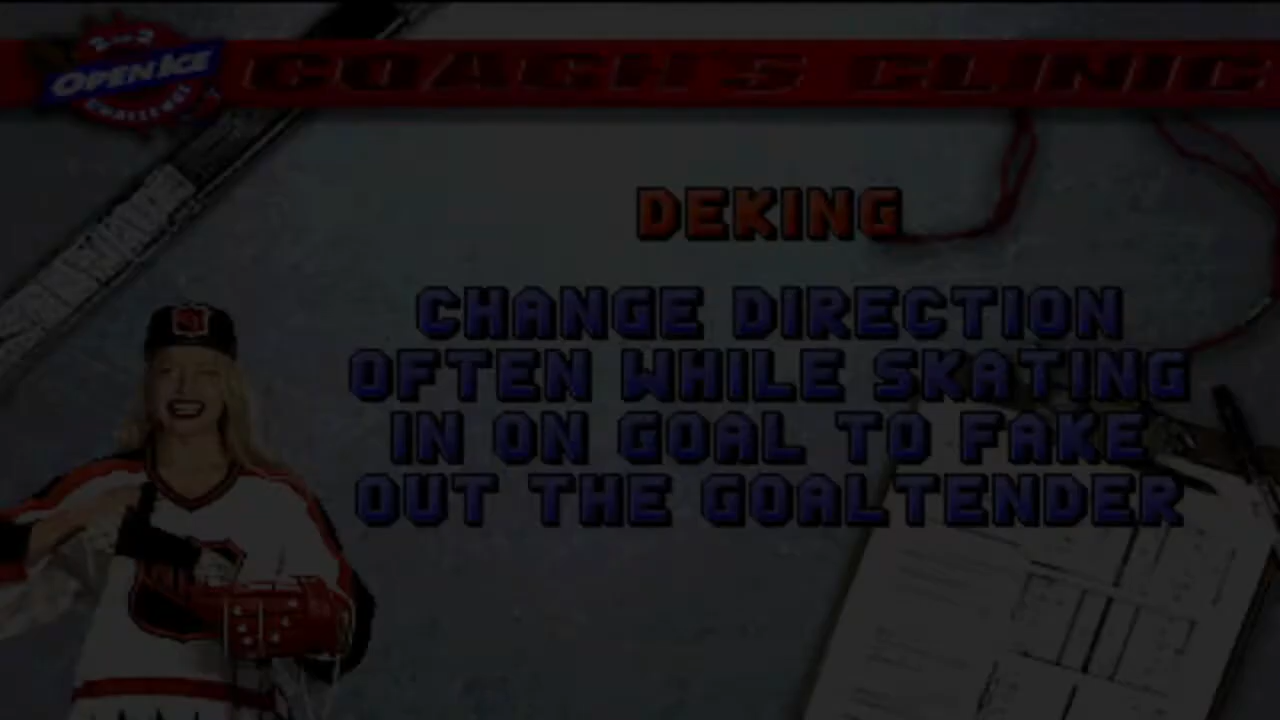 2 ON 2
OPEN ICE
CHALLENGE
COACH'S CLINIC
DEKING
CHANGE DIRECTION
OFTEN WHILE SKATING
IN ON GOAL TO FAKE
OUT THE GOALTENDER